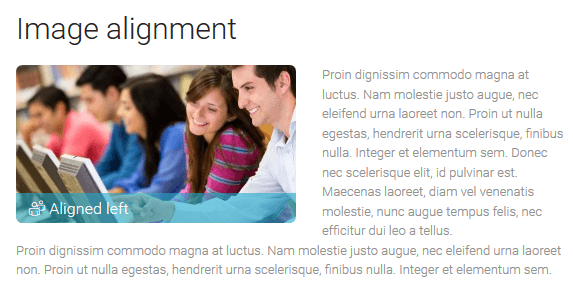 Image alignment
Aligned left
Proin dignissim commodo magna at
luctus. Nam molestie justo augue, nec
eleifend urna laoreet non. Proin ut nulla
egestas, hendrerit urna scelerisque, finibus
nulla. Integer et elementum sem. Donec
nec scelerisque elit, id pulvinar est.
Maecenas laoreet, diam vel venenatis
molestie, nunc augue tempus felis, nec
efficitur dui leo a tellus.
Proin dignissim commodo magna at luctus. Nam molestie justo augue, nec eleifend urna laoreet
non. Proin ut nulla egestas, hendrerit urna scelerisque, finibus nulla. Integer et elementum sem.